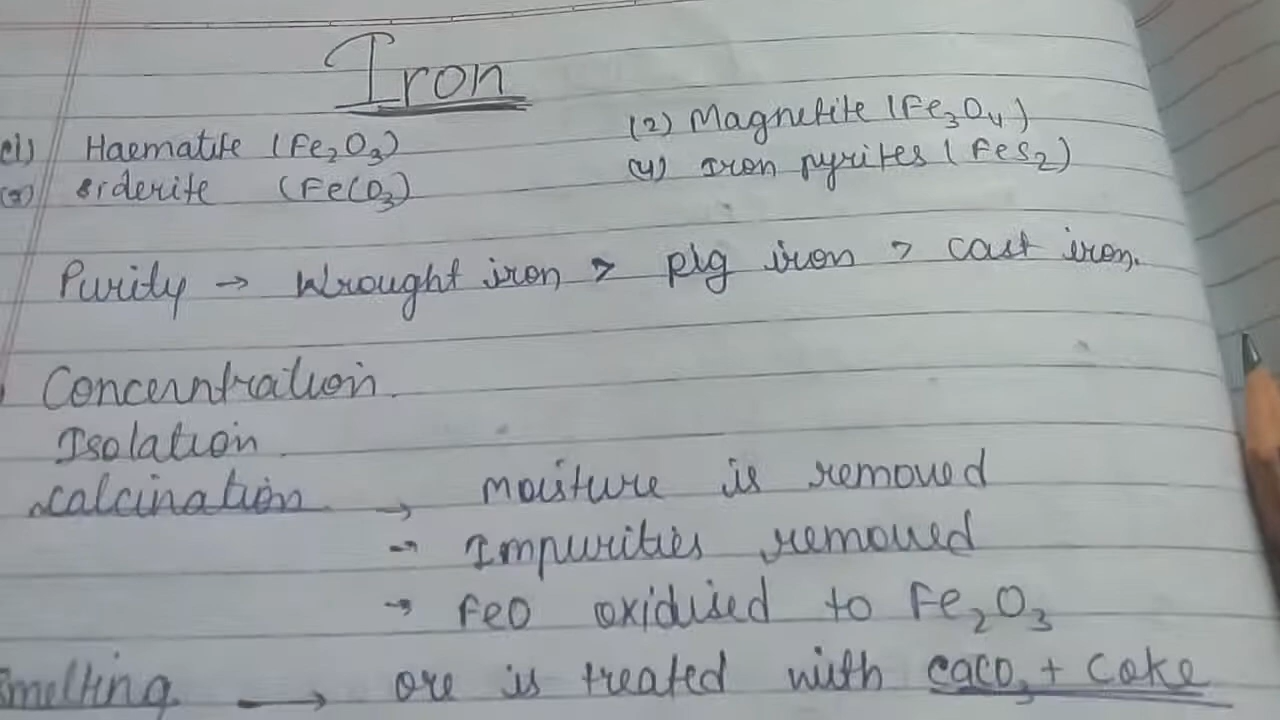 Iron
(1) Haematite (Fe₂O₃) (2) Magnetite (Fe₃O₄)
(3) siderite (FeCO₃) (4) Iron pyrites (FeS₂)
Purity → Wrought iron > pig iron > cast iron.
Concerntration.
Isolation.
calcination. → moisture is removed
→ Impurities removed
→ FeO oxidised to Fe₂O₃
Smelting. → ore is treated with CaCO₃ + Coke